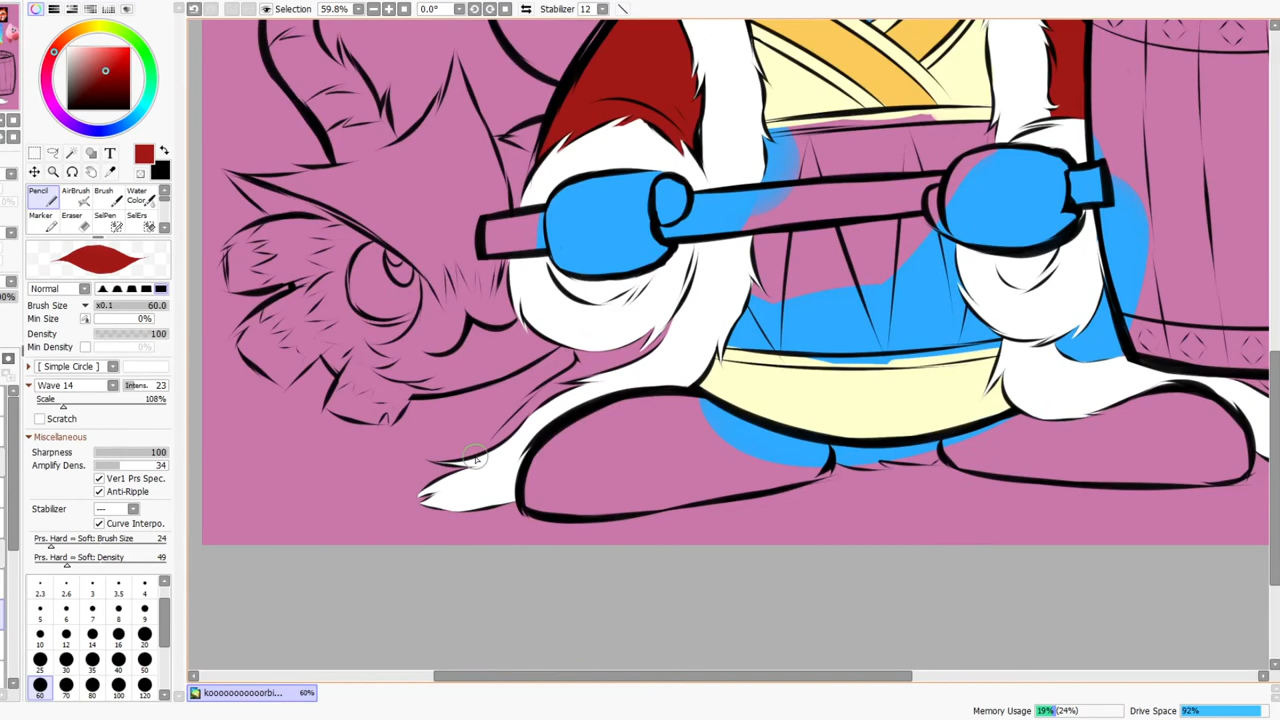 Selection 59.8% 0.0° Stabilizer 12
T
Pencil AirBrush Brush Water Color
Marker Eraser SelPen SelErs
Normal
Brush Size x0.1 60.0
Min Size 0%
Density 100
Min Density
[ Simple Circle ]
Wave 14 Intens. 23
Scale 108%
Scratch
Miscellaneous
Sharpness 100
Amplify Dens. 34
Ver1 Prs Spec.
Anti-Ripple
Stabilizer ---
Curve Interpo.
Prs. Hard ⇔ Soft: Brush Size 24
Prs. Hard ⇔ Soft: Density 49
2.3 2.6 3 3.5 4
5 6 7 8 9
10 12 14 16 20
25 30 35 40 50
60 70 80 100 120
kooooooooooorbi... 60%
Memory Usage 19% (24%) Drive Space 92%